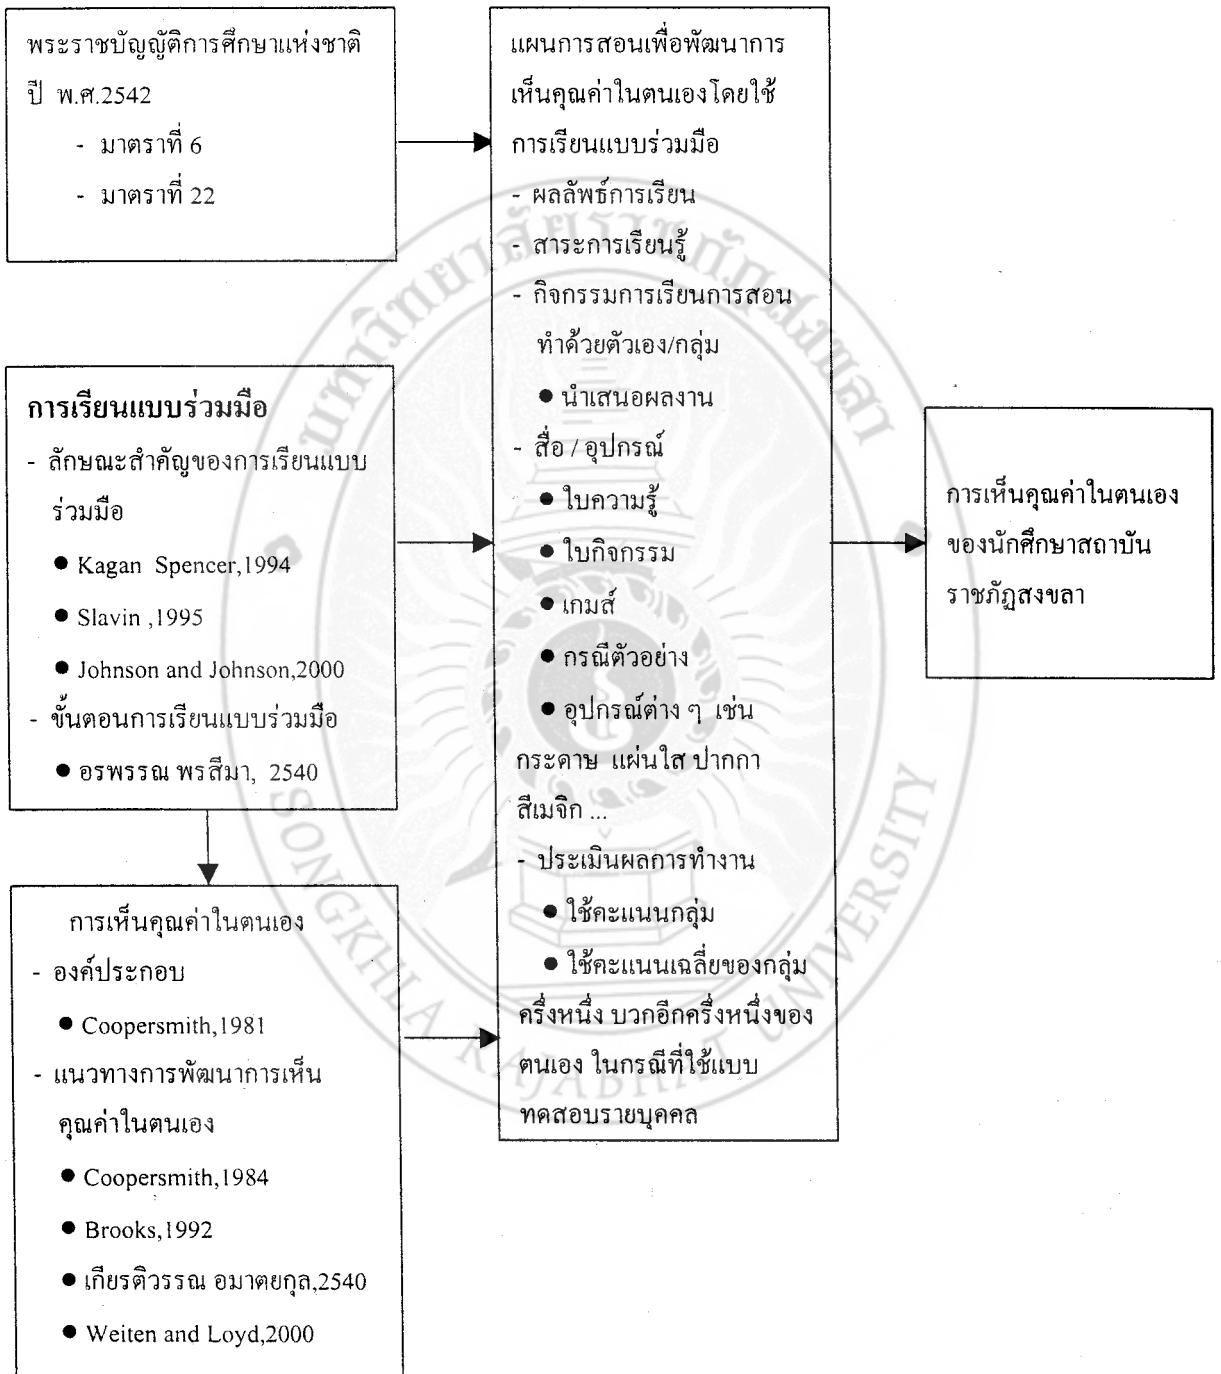 พระราชบัญญัติการศึกษาแห่งชาติ
ปี พ.ศ.2542
- มาตราที่ 6
- มาตราที่ 22
การเรียนแบบร่วมมือ
- ลักษณะสำคัญของการเรียนแบบ
ร่วมมือ
● Kagan Spencer,1994
● Slavin ,1995
● Johnson and Johnson,2000
- ขั้นตอนการเรียนแบบร่วมมือ
● อรพรรณ พรสีมา, 2540
การเห็นคุณค่าในตนเอง
- องค์ประกอบ
● Coopersmith,1981
- แนวทางการพัฒนาการเห็น
คุณค่าในตนเอง
● Coopersmith,1984
● Brooks,1992
● เกียรติวรรณ อมาตยกุล,2540
● Weiten and Loyd,2000
แผนการสอนเพื่อพัฒนาการ
เห็นคุณค่าในตนเองโดยใช้
การเรียนแบบร่วมมือ
- ผลลัพธ์การเรียน
- สาระการเรียนรู้
- กิจกรรมการเรียนการสอน
ทำด้วยตัวเอง/กลุ่ม
● นำเสนอผลงาน
- สื่อ / อุปกรณ์
● ใบความรู้
● ใบกิจกรรม
● เกมส์
● กรณีตัวอย่าง
● อุปกรณ์ต่าง ๆ เช่น
กระดาษ แผ่นใส ปากกา
สีเมจิก ...
- ประเมินผลการทำงาน
● ใช้คะแนนกลุ่ม
● ใช้คะแนนเฉลี่ยของกลุ่ม
ครึ่งหนึ่ง บวกอีกครึ่งหนึ่งของ
ตนเอง ในกรณีที่ใช้แบบ
ทดสอบรายบุคคล
การเห็นคุณค่าในตนเอง
ของนักศึกษาสถาบัน
ราชภัฏสงขลา
มหาวิทยาลัยราชภัฏสงขลา
SONGKHLA RAJABHAT UNIVERSITY